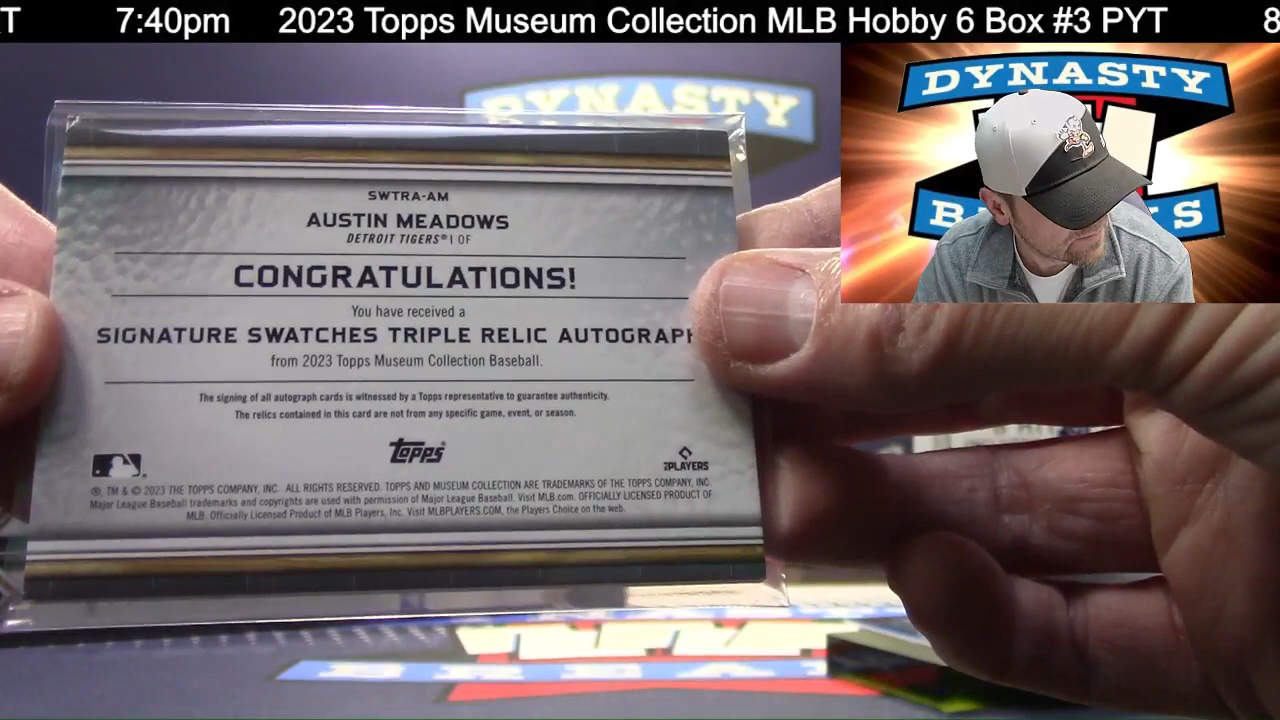 T 7:40pm 2023 Topps Museum Collection MLB Hobby 6 Box #3 PYT 8
DYNASTY
DYNASTY
SWTRA-AM
AUSTIN MEADOWS
DETROIT TIGERS® | OF
CONGRATULATIONS!
You have received a
SIGNATURE SWATCHES TRIPLE RELIC AUTOGRAPH
from 2023 Topps Museum Collection Baseball.
The signing of all autograph cards is witnessed by a Topps representative to guarantee authenticity.
The relics contained in this card are not from any specific game, event, or season.
Topps®
PLAYERS
®, TM & © 2023 THE TOPPS COMPANY, INC. ALL RIGHTS RESERVED. TOPPS AND MUSEUM COLLECTION ARE TRADEMARKS OF THE TOPPS COMPANY, INC.
Major League Baseball trademarks and copyrights are used with permission of Major League Baseball. Visit MLB.com. OFFICIALLY LICENSED PRODUCT OF
MLB. Officially Licensed Product of MLB Players, Inc. Visit MLBPLAYERS.COM, the Players Choice on the web.